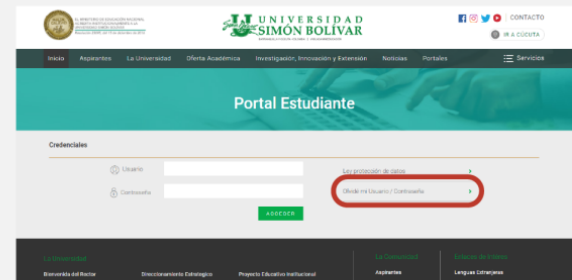 UNIVERSIDAD
SIMÓN BOLÍVAR
CONTACTO
IR A CÚCUTA
Inicio Aspirantes La Universidad Oferta Académica Investigación, Innovación y Extensión Noticias Portales Servicios
Portal Estudiante
Credenciales
Usuario
Ley protección de datos
Contraseña
Olvidé mi Usuario / Contraseña
ACCEDER
La Universidad La Comunidad Enlaces de interés
Bienvenida del Rector Direccionamiento Estratégico Proyecto Educativo Institucional Aspirantes Lenguas Extranjeras